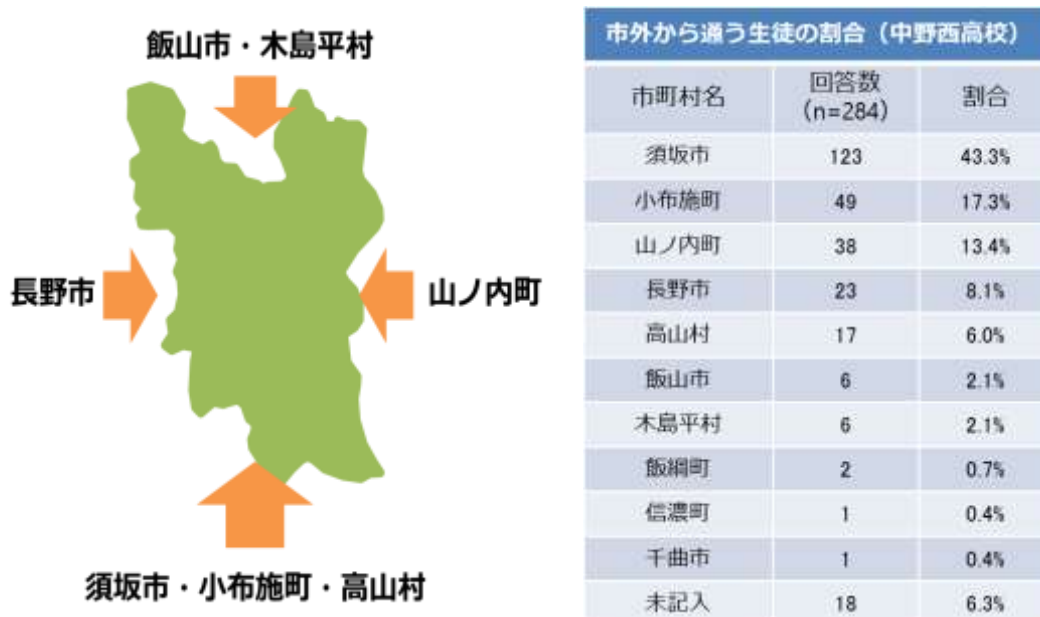 飯山市・木島平村
長野市
山ノ内町
須坂市・小布施町・高山村
市外から通う生徒の割合（中野西高校）
市町村名 回答数 (n=284) 割合
須坂市 123 43.3%
小布施町 49 17.3%
山ノ内町 38 13.4%
長野市 23 8.1%
高山村 17 6.0%
飯山市 6 2.1%
木島平村 6 2.1%
飯綱町 2 0.7%
信濃町 1 0.4%
千曲市 1 0.4%
未記入 18 6.3%